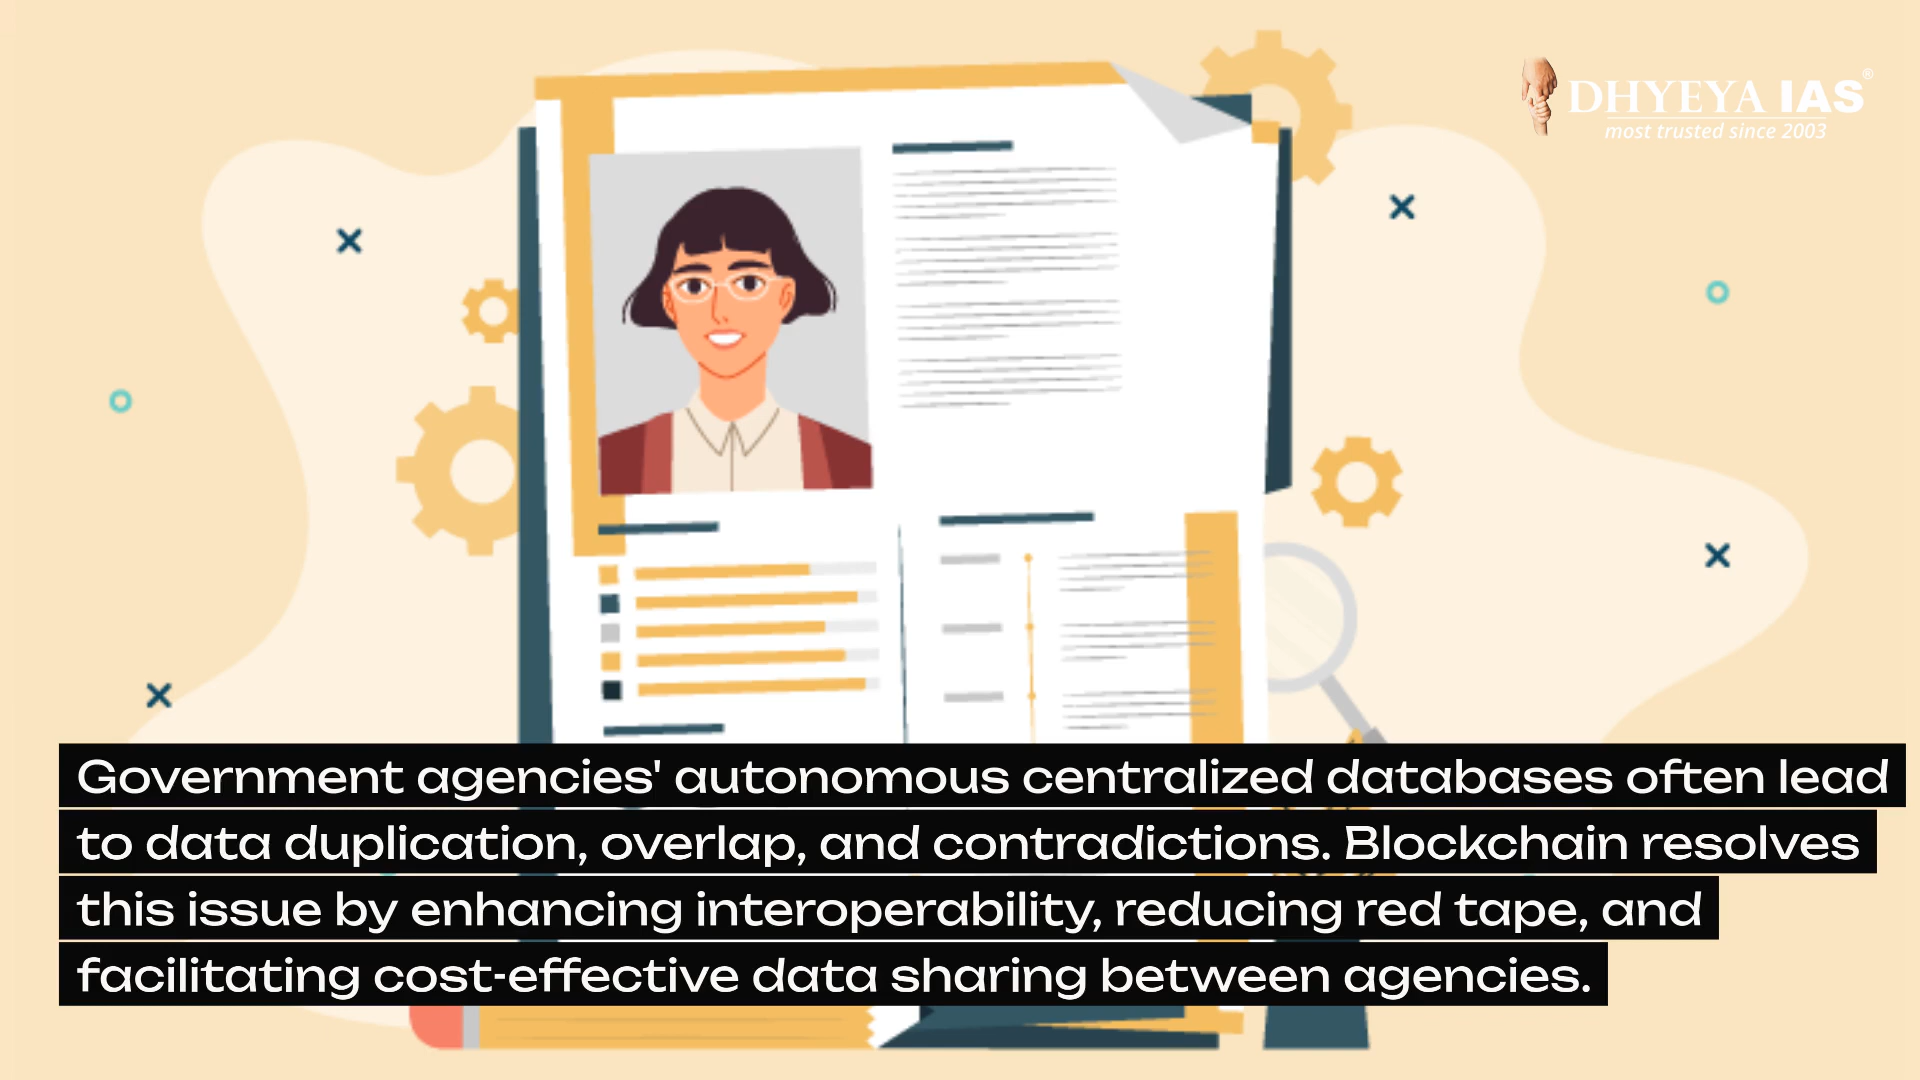 DHYEYA IAS®
most trusted since 2003
Government agencies' autonomous centralized databases often lead
to data duplication, overlap, and contradictions. Blockchain resolves
this issue by enhancing interoperability, reducing red tape, and
facilitating cost-effective data sharing between agencies.